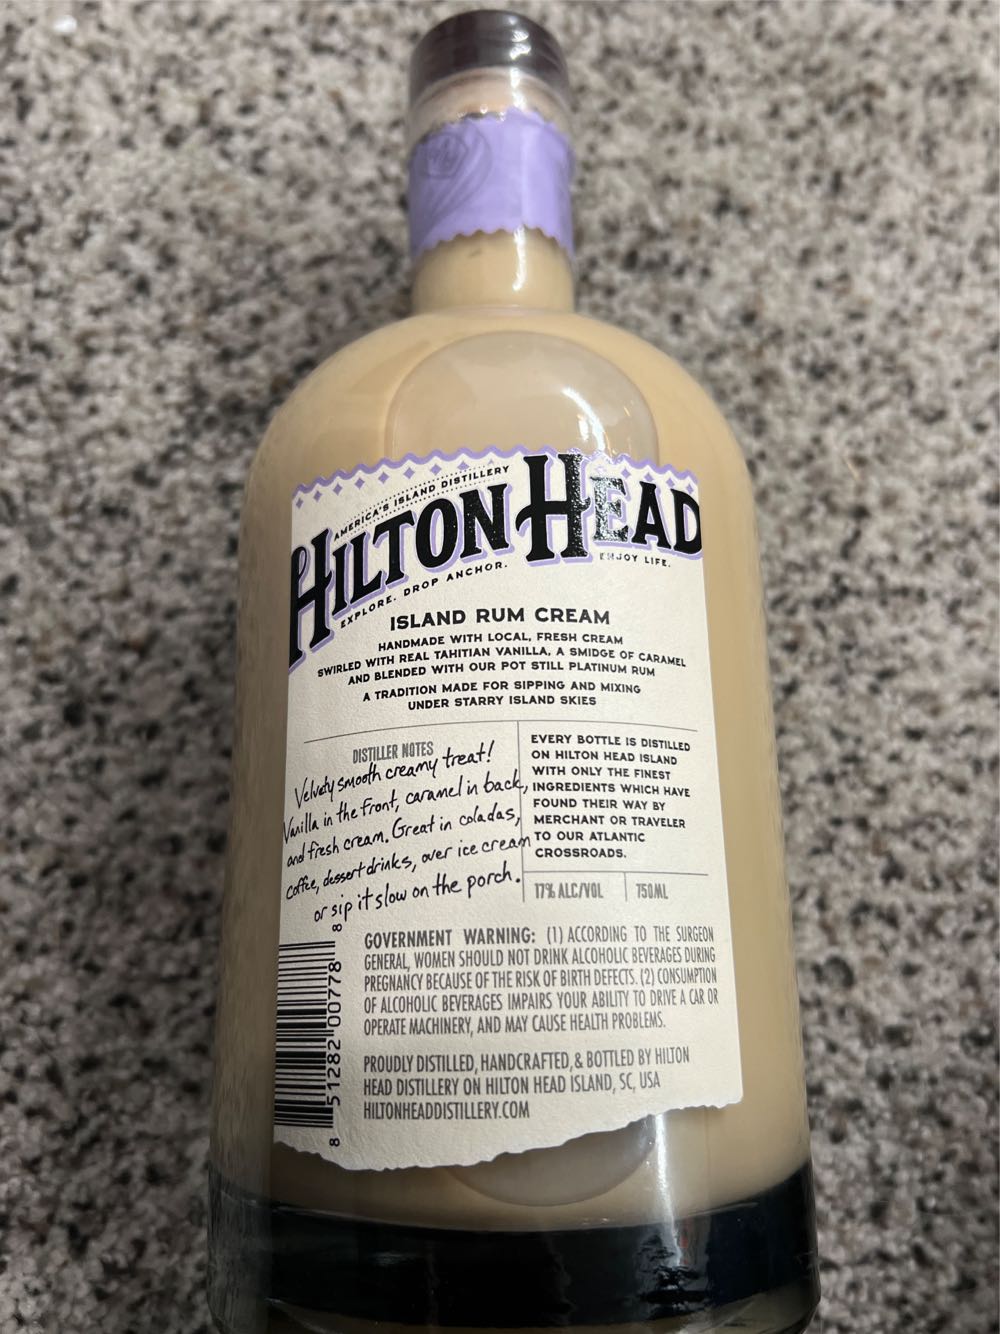 AMERICA'S ISLAND DISTILLERY
HILTON HEAD
EXPLORE. DROP ANCHOR. ENJOY LIFE.
ISLAND RUM CREAM
HANDMADE WITH LOCAL, FRESH CREAM
SWIRLED WITH REAL TAHITIAN VANILLA, A SMIDGE OF CARAMEL
AND BLENDED WITH OUR POT STILL PLATINUM RUM
A TRADITION MADE FOR SIPPING AND MIXING
UNDER STARRY ISLAND SKIES
DISTILLER NOTES
Velvety smooth creamy treat!
Vanilla in the front, caramel in back,
and fresh cream. Great in coladas,
coffee, dessert drinks, over ice cream
or sip it slow on the porch.
EVERY BOTTLE IS DISTILLED
ON HILTON HEAD ISLAND
WITH ONLY THE FINEST
INGREDIENTS WHICH HAVE
FOUND THEIR WAY BY
MERCHANT OR TRAVELER
TO OUR ATLANTIC
CROSSROADS.
17% ALC/VOL 750ML
GOVERNMENT WARNING: (1) ACCORDING TO THE SURGEON
GENERAL, WOMEN SHOULD NOT DRINK ALCOHOLIC BEVERAGES DURING
PREGNANCY BECAUSE OF THE RISK OF BIRTH DEFECTS. (2) CONSUMPTION
OF ALCOHOLIC BEVERAGES IMPAIRS YOUR ABILITY TO DRIVE A CAR OR
OPERATE MACHINERY, AND MAY CAUSE HEALTH PROBLEMS.
PROUDLY DISTILLED, HANDCRAFTED, & BOTTLED BY HILTON
HEAD DISTILLERY ON HILTON HEAD ISLAND, SC, USA
HILTONHEADDISTILLERY.COM
8 51282 00778 8